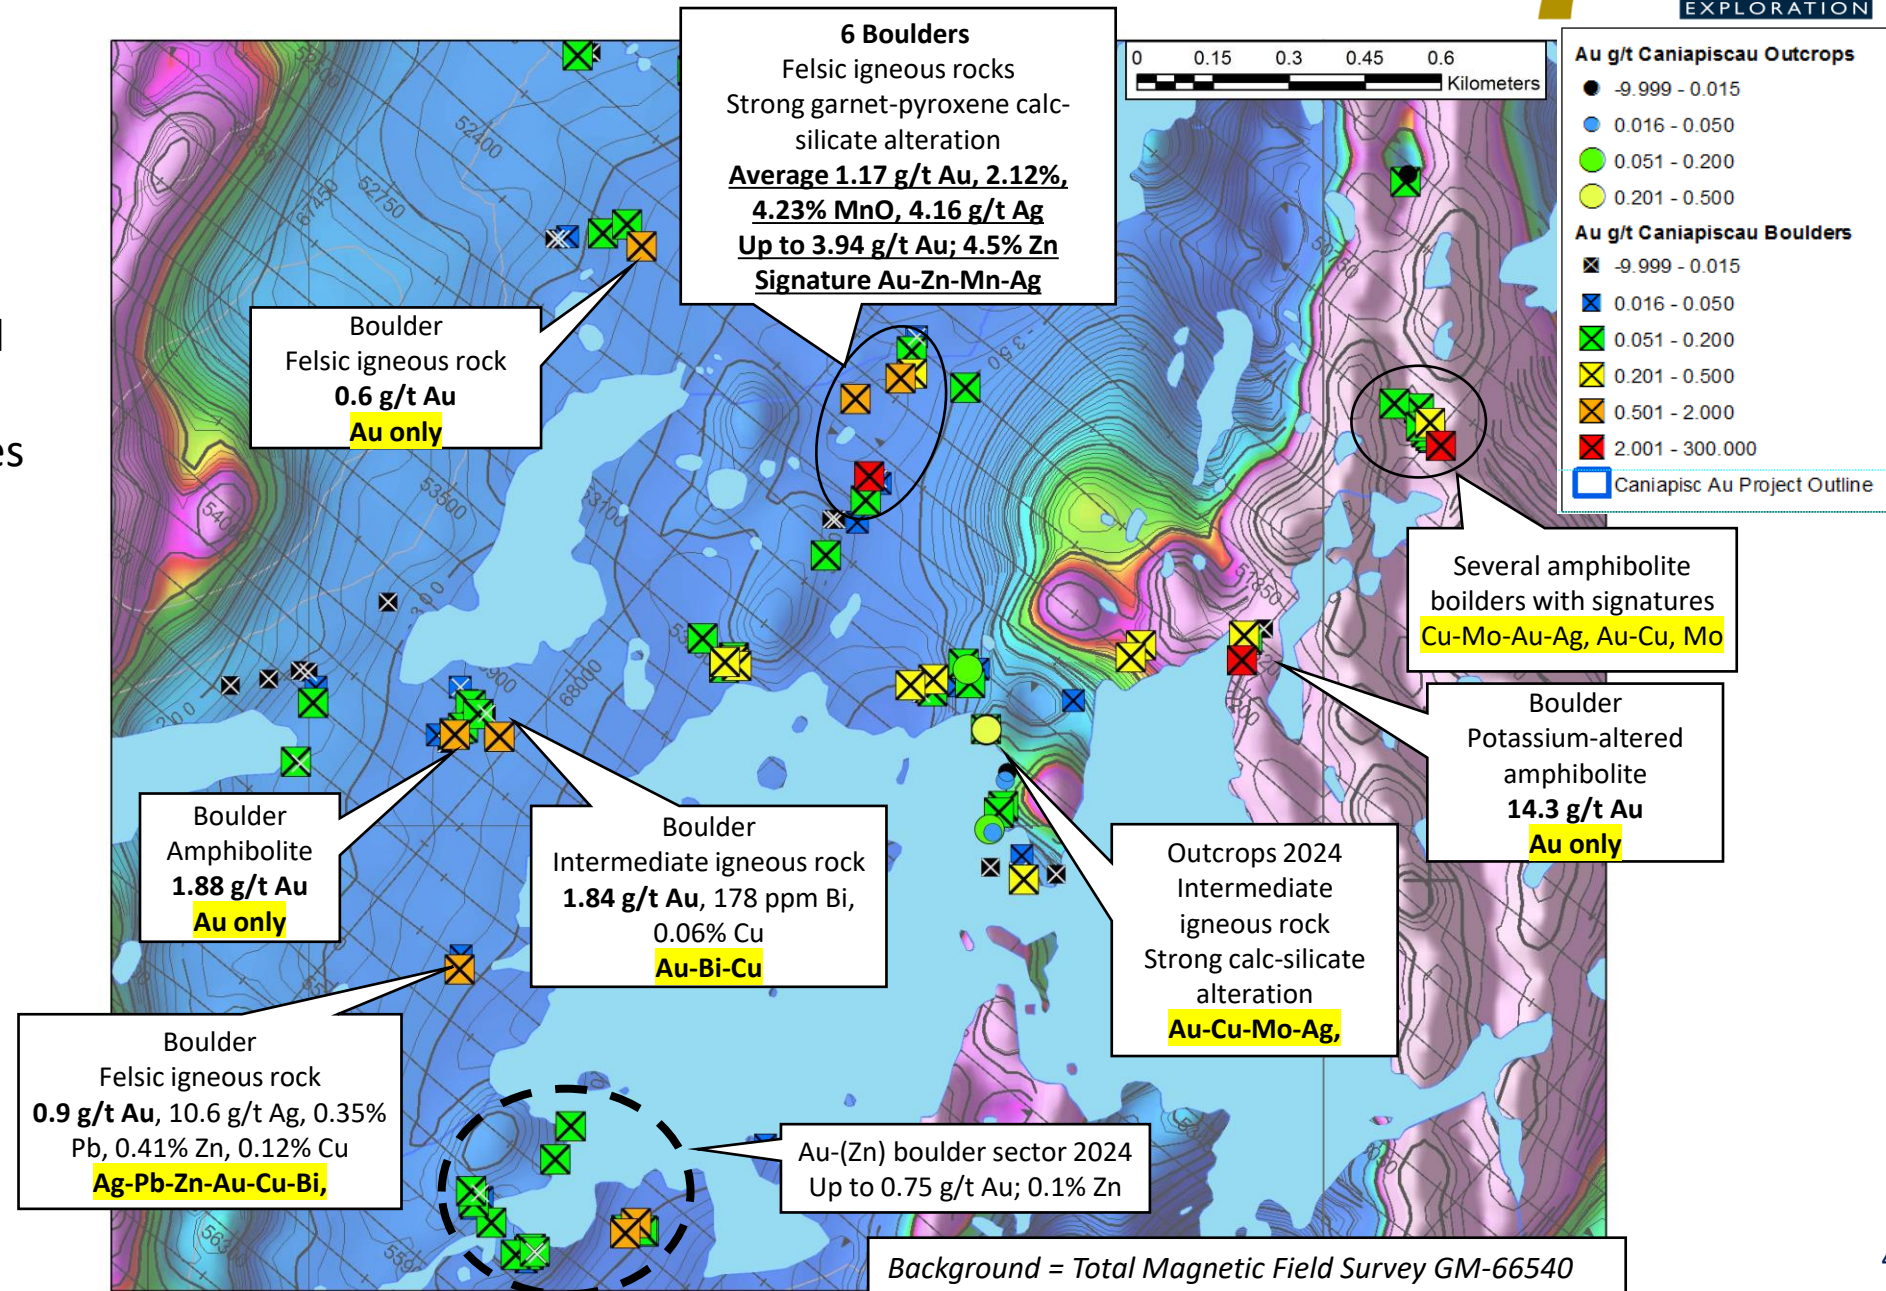 EXPLORATION
6 Boulders
Felsic igneous rocks
Strong garnet-pyroxene calc-
silicate alteration
Average 1.17 g/t Au, 2.12%,
4.23% MnO, 4.16 g/t Ag
Up to 3.94 g/t Au; 4.5% Zn
Signature Au-Zn-Mn-Ag
0 0.15 0.3 0.45 0.6
Kilometers
Au g/t Caniapiscau Outcrops
-9.999 - 0.015
0.016 - 0.050
0.051 - 0.200
0.201 - 0.500
Au g/t Caniapiscau Boulders
-9.999 - 0.015
0.016 - 0.050
0.051 - 0.200
0.201 - 0.500
0.501 - 2.000
2.001 - 300.000
Caniapisc Au Project Outline
52400
52750
67450
Boulder
Felsic igneous rock
0.6 g/t Au
Au only
es
53500
53100
68000
51850
Several amphibolite
boilders with signatures
Cu-Mo-Au-Ag, Au-Cu, Mo
Boulder
Potassium-altered
amphibolite
14.3 g/t Au
Au only
Boulder
Amphibolite
1.88 g/t Au
Au only
Boulder
Intermediate igneous rock
1.84 g/t Au, 178 ppm Bi,
0.06% Cu
Au-Bi-Cu
Outcrops 2024
Intermediate
igneous rock
Strong calc-silicate
alteration
Au-Cu-Mo-Ag,
Boulder
Felsic igneous rock
0.9 g/t Au, 10.6 g/t Ag, 0.35%
Pb, 0.41% Zn, 0.12% Cu
Ag-Pb-Zn-Au-Cu-Bi,
Au-(Zn) boulder sector 2024
Up to 0.75 g/t Au; 0.1% Zn
Background = Total Magnetic Field Survey GM-66540